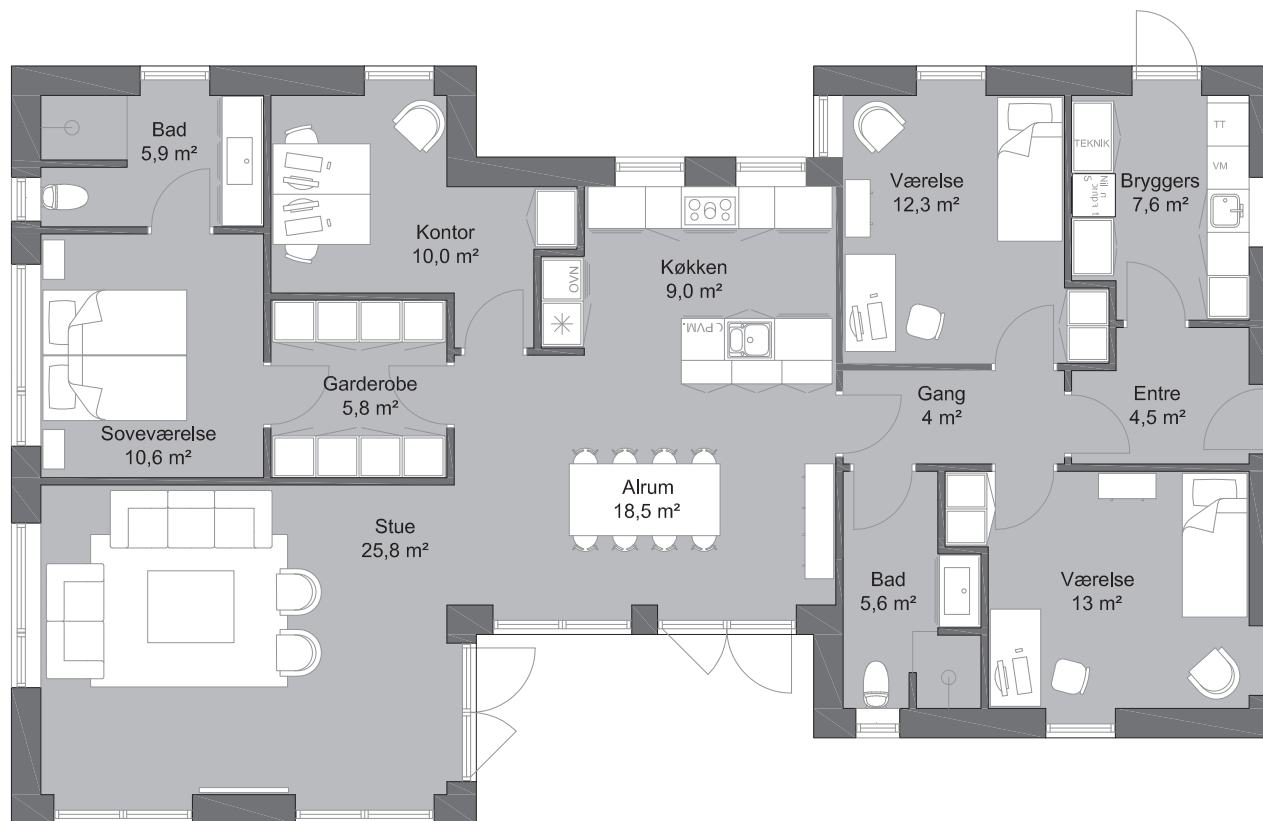 Bad
5,9 m²
Kontor
10,0 m²
Køkken
9,0 m²
Værelse
12,3 m²
Bryggers
7,6 m²
TEKNIK
TT
VM
OVN
Garderobe
5,8 m²
Soveværelse
10,6 m²
Gang
4 m²
Entre
4,5 m²
Alrum
18,5 m²
Stue
25,8 m²
Bad
5,6 m²
Værelse
13 m²